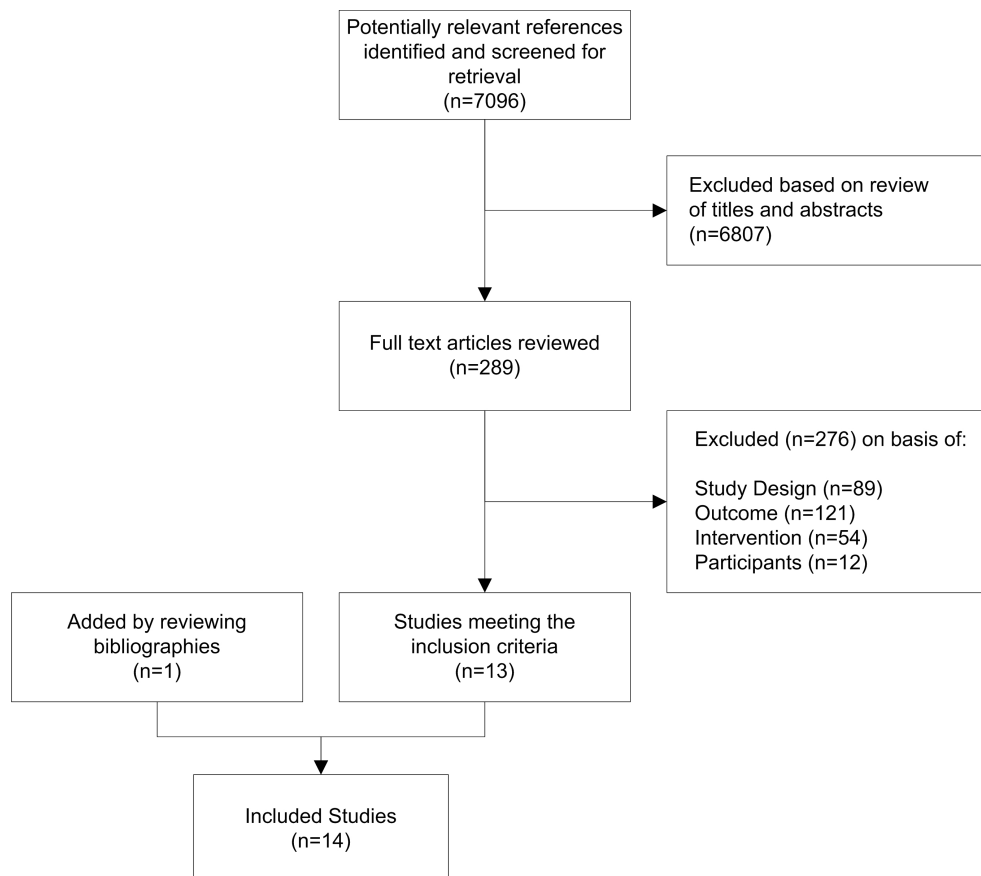 Potentially relevant references
identified and screened for
retrieval
(n=7096)
Excluded based on review
of titles and abstracts
(n=6807)
Full text articles reviewed
(n=289)
Excluded (n=276) on basis of:
Study Design (n=89)
Outcome (n=121)
Intervention (n=54)
Participants (n=12)
Added by reviewing
bibliographies
(n=1)
Studies meeting the
inclusion criteria
(n=13)
Included Studies
(n=14)